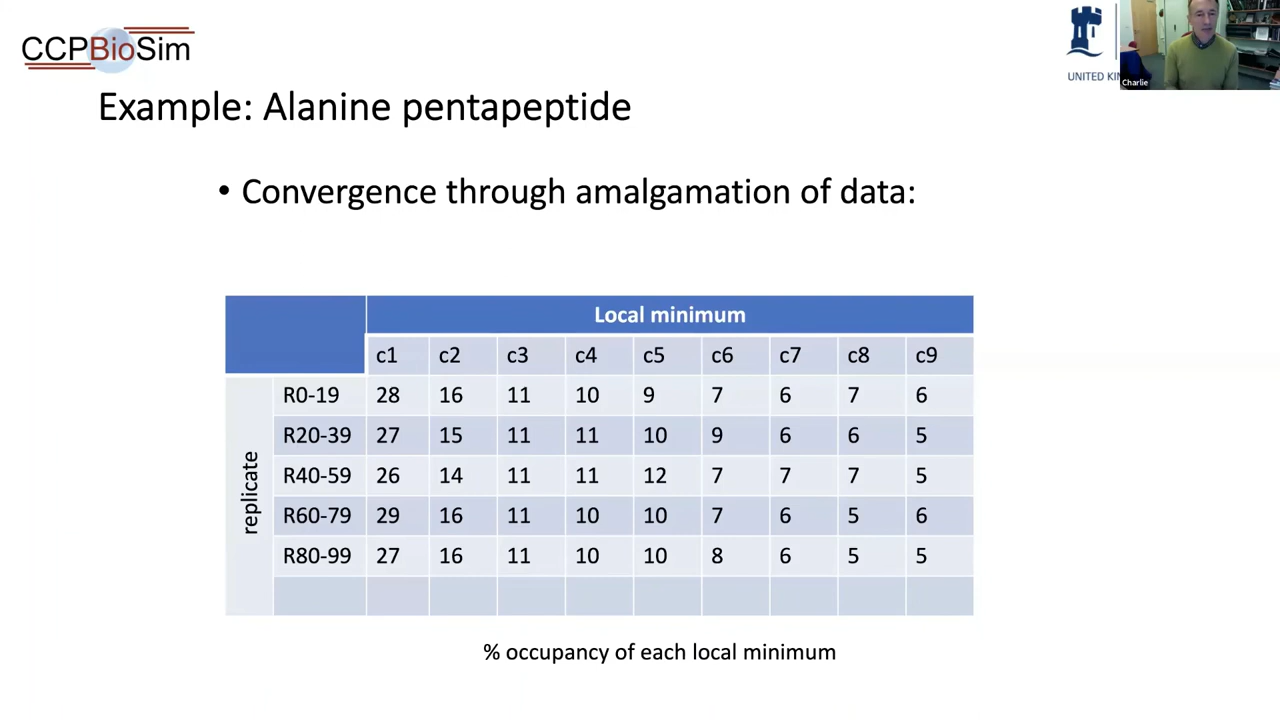 CCPBioSim
UNITED KIN
Charlie
Example: Alanine pentapeptide
• Convergence through amalgamation of data:
Local minimum
c1 c2 c3 c4 c5 c6 c7 c8 c9
replicate
R0-19 28 16 11 10 9 7 6 7 6
R20-39 27 15 11 11 10 9 6 6 5
R40-59 26 14 11 11 12 7 7 7 5
R60-79 29 16 11 10 10 7 6 5 6
R80-99 27 16 11 10 10 8 6 5 5
% occupancy of each local minimum